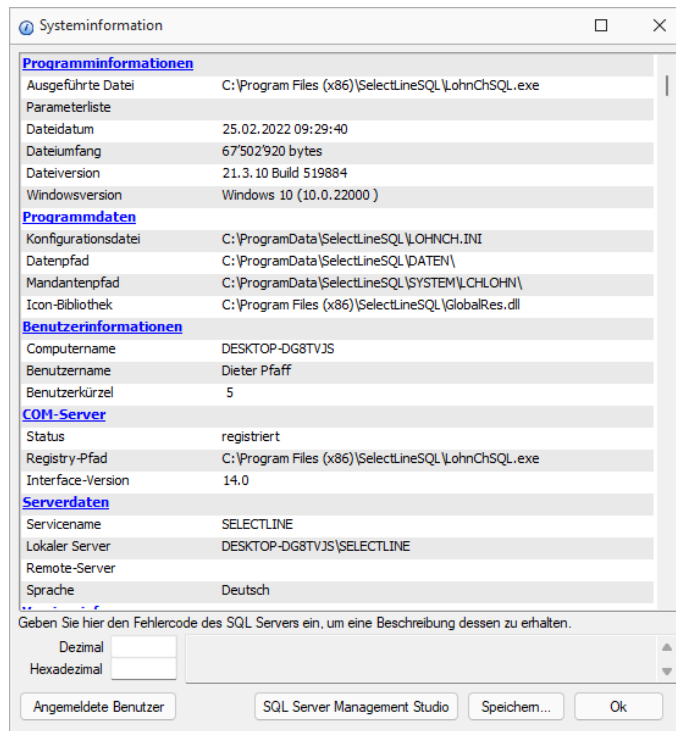 Systeminformation
Programminformationen
Ausgeführte Datei C:\Program Files (x86)\SelectLineSQL\LohnChSQL.exe
Parameterliste
Dateidatum 25.02.2022 09:29:40
Dateiumfang 67'502'920 bytes
Dateiversion 21.3.10 Build 519884
Windowsversion Windows 10 (10.0.22000 )
Programmdaten
Konfigurationsdatei C:\ProgramData\SelectLineSQL\LOHNCH.INI
Datenpfad C:\ProgramData\SelectLineSQL\DATEN\
Mandantenpfad C:\ProgramData\SelectLineSQL\SYSTEM\LCHLOHN\
Icon-Bibliothek C:\Program Files (x86)\SelectLineSQL\GlobalRes.dll
Benutzerinformationen
Computername DESKTOP-DG8TVJS
Benutzername Dieter Pfaff
Benutzerkürzel 5
COM-Server
Status registriert
Registry-Pfad C:\Program Files (x86)\SelectLineSQL\LohnChSQL.exe
Interface-Version 14.0
Serverdaten
Servicename SELECTLINE
Lokaler Server DESKTOP-DG8TVJS\SELECTLINE
Remote-Server
Sprache Deutsch
Geben Sie hier den Fehlercode des SQL Servers ein, um eine Beschreibung dessen zu erhalten.
Dezimal
Hexadezimal
Angemeldete Benutzer SQL Server Management Studio Speichern... Ok